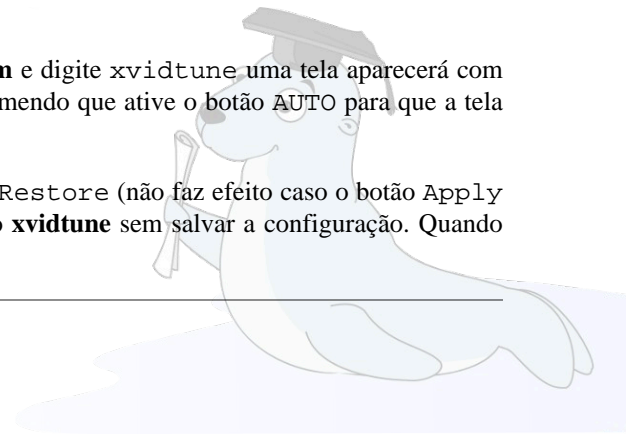 m e digite xvidtune uma tela aparecerá com
mendo que ative o botão AUTO para que a tela
Restore (não faz efeito caso o botão Apply
o xvidtune sem salvar a configuração. Quando